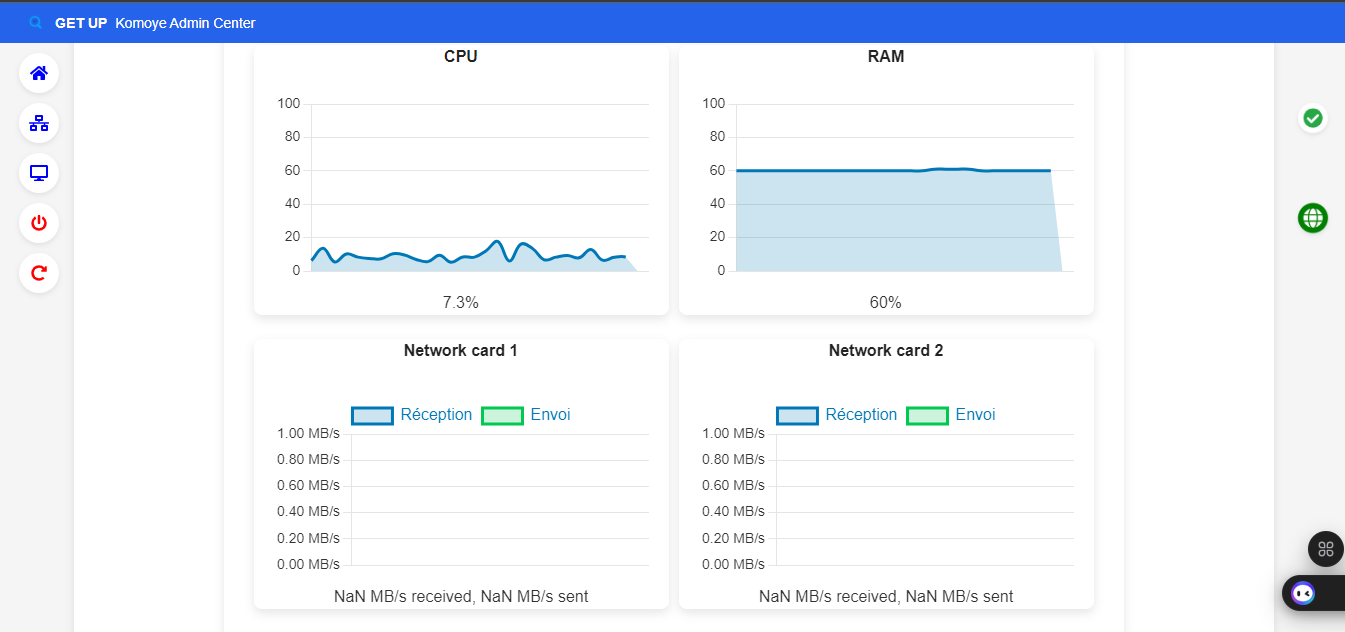 GET UP Komoye Admin Center
CPU
100
80
60
40
20
0
7.3%
RAM
100
80
60
40
20
0
60%
Network card 1
Réception Envoi
1.00 MB/s
0.80 MB/s
0.60 MB/s
0.40 MB/s
0.20 MB/s
0.00 MB/s
NaN MB/s received, NaN MB/s sent
Network card 2
Réception Envoi
1.00 MB/s
0.80 MB/s
0.60 MB/s
0.40 MB/s
0.20 MB/s
0.00 MB/s
NaN MB/s received, NaN MB/s sent